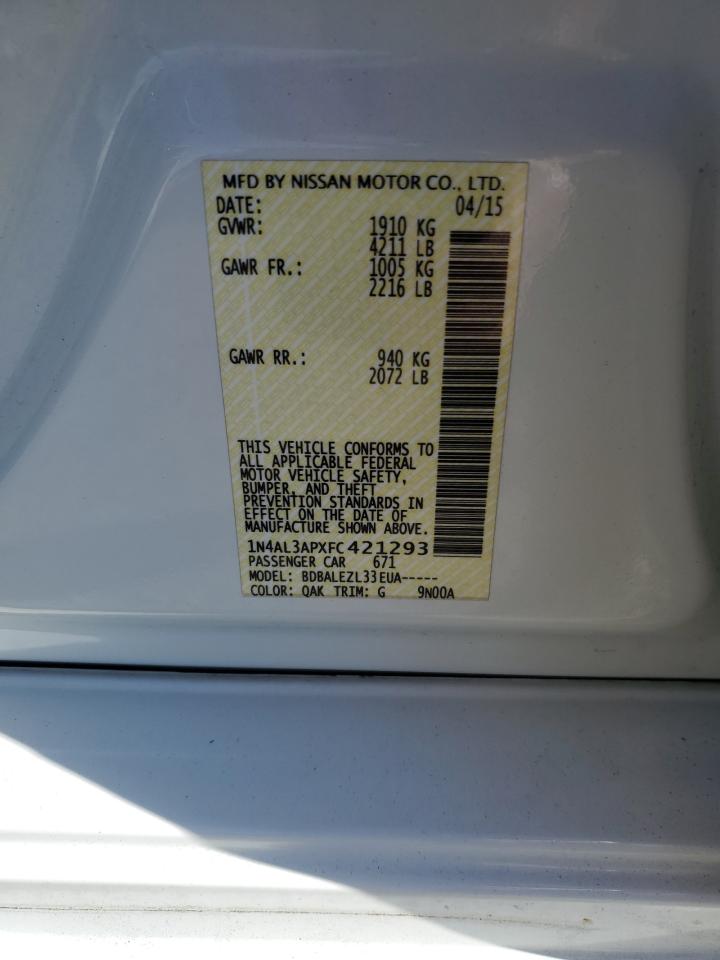 MFD BY NISSAN MOTOR CO., LTD.
DATE: 04/15
GVWR: 1910 KG
4211 LB
GAWR FR.: 1005 KG
2216 LB
GAWR RR.: 940 KG
2072 LB
THIS VEHICLE CONFORMS TO
ALL APPLICABLE FEDERAL
MOTOR VEHICLE SAFETY,
BUMPER, AND THEFT
PREVENTION STANDARDS IN
EFFECT ON THE DATE OF
MANUFACTURE SHOWN ABOVE.
1N4AL3APXFC421293
PASSENGER CAR 671
MODEL: BDBALEZL33EUA-----
COLOR: QAK TRIM: G 9N00A